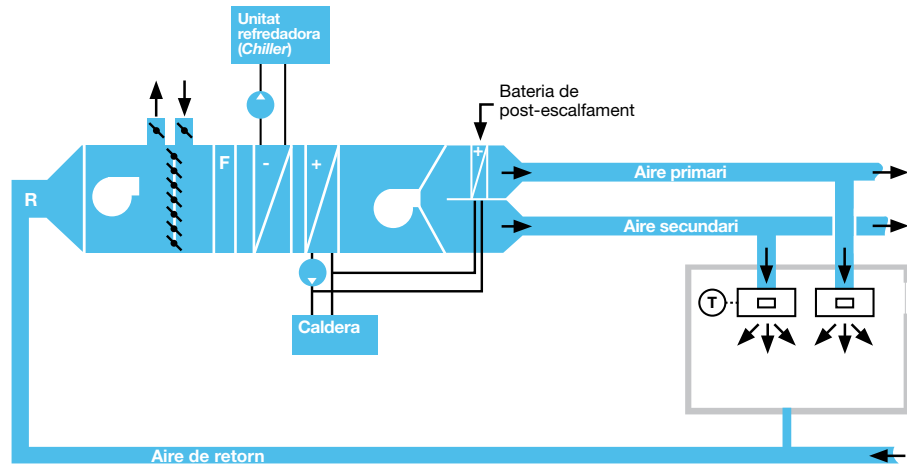 Unitat
refredadora
(Chiller)
Bateria de
post-escalfament
F
-
+
+
R
Aire primari
Aire secundari
T
Caldera
Aire de retorn